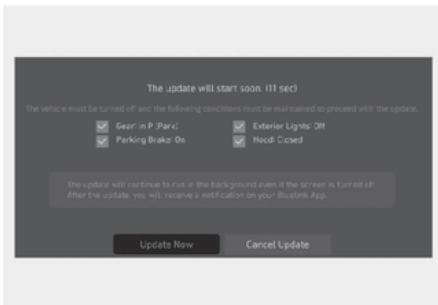 The update will start soon. (11 sec)
The vehicle must be turned off and the following conditions must be maintained to proceed with the update.
Gear: In P (Park)
Exterior Lights: Off
Parking Brake: On
Hood: Closed
The update will continue to run in the background even if the screen is turned off.
After the update, you will receive a notification on your Bluelink App.
Update Now
Cancel Update